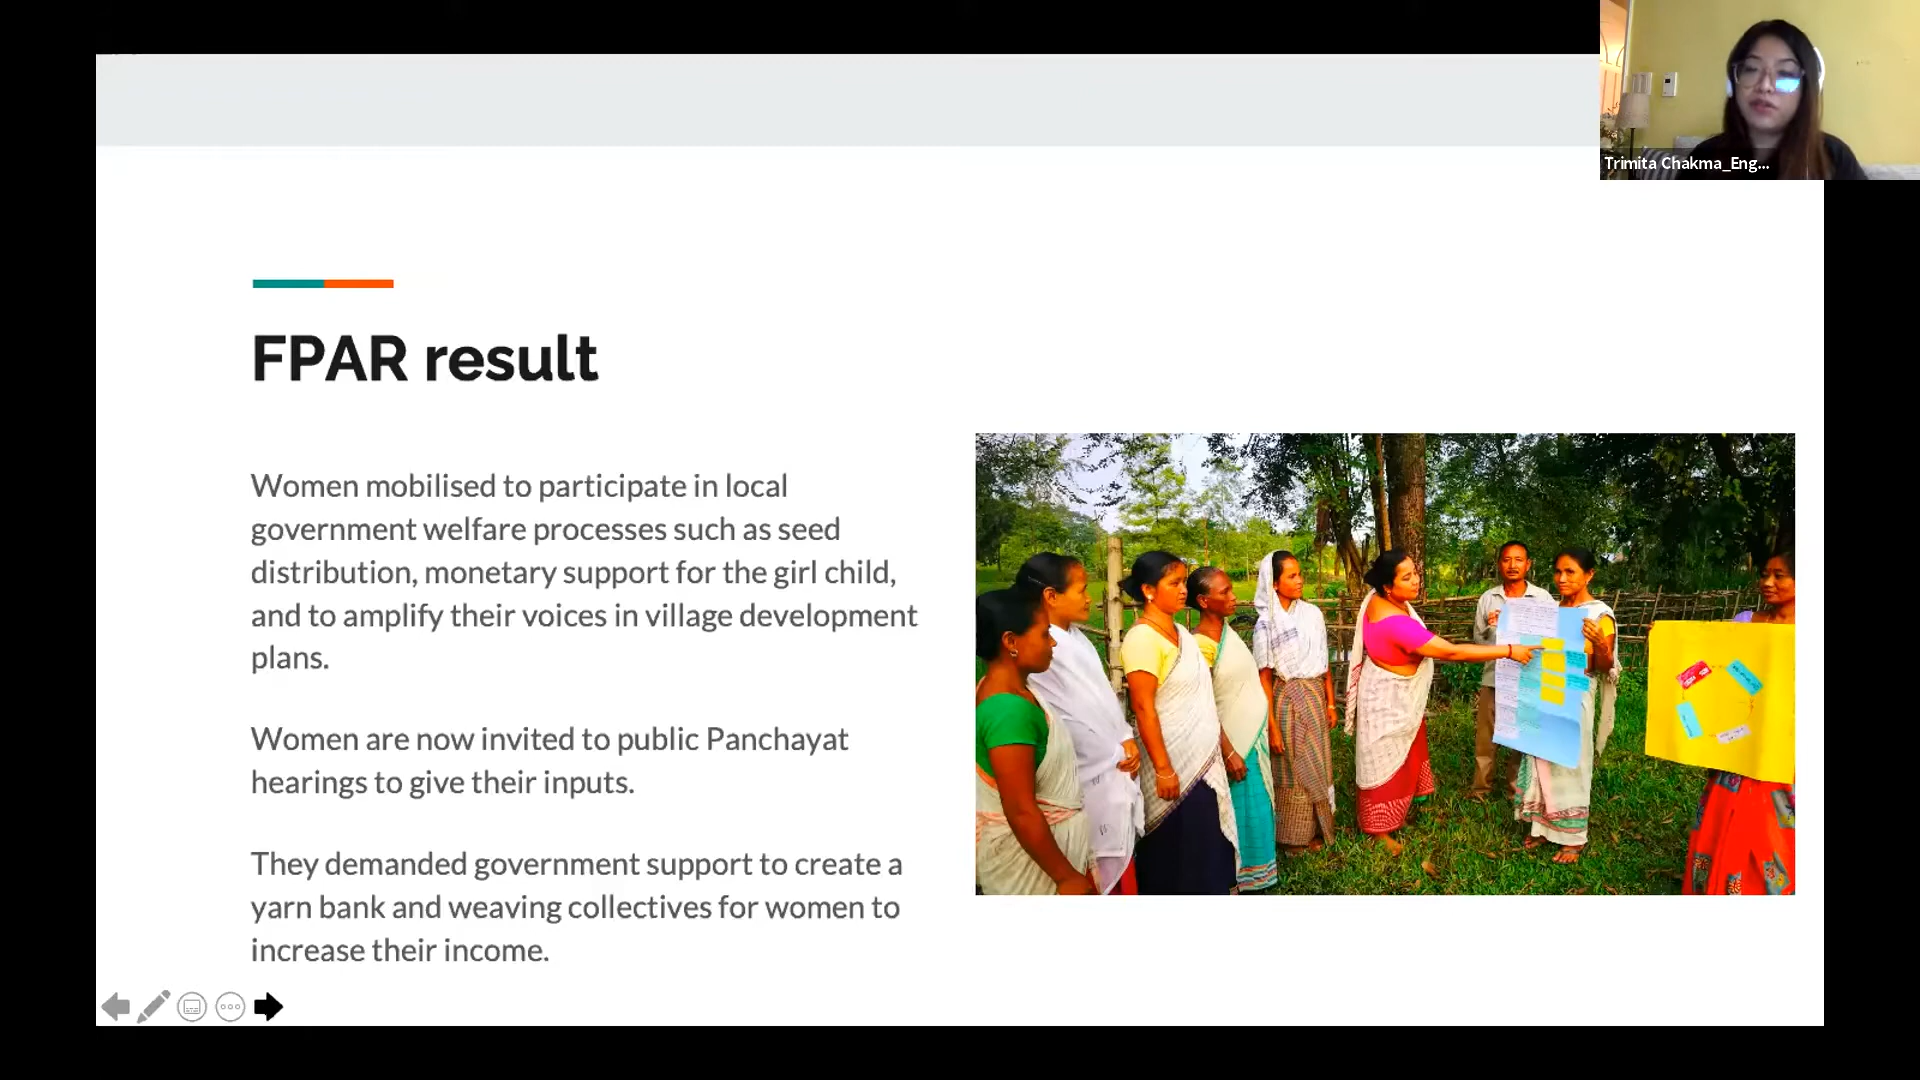 Trimita Chakma_Eng...
FPAR result
Women mobilised to participate in local
government welfare processes such as seed
distribution, monetary support for the girl child,
and to amplify their voices in village development
plans.
Women are now invited to public Panchayat
hearings to give their inputs.
They demanded government support to create a
yarn bank and weaving collectives for women to
increase their income.